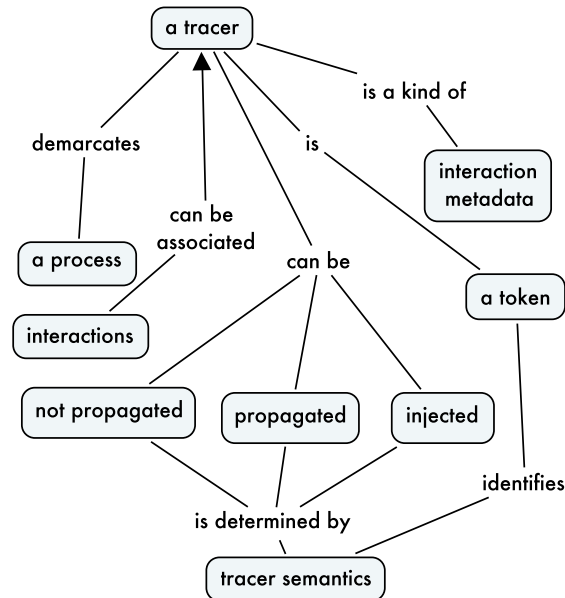 a tracer
is a kind of
demarcates
is
interaction
metadata
can be
associated
a process
can be
a token
interactions
not propagated
propagated
injected
identifies
is determined by
tracer semantics